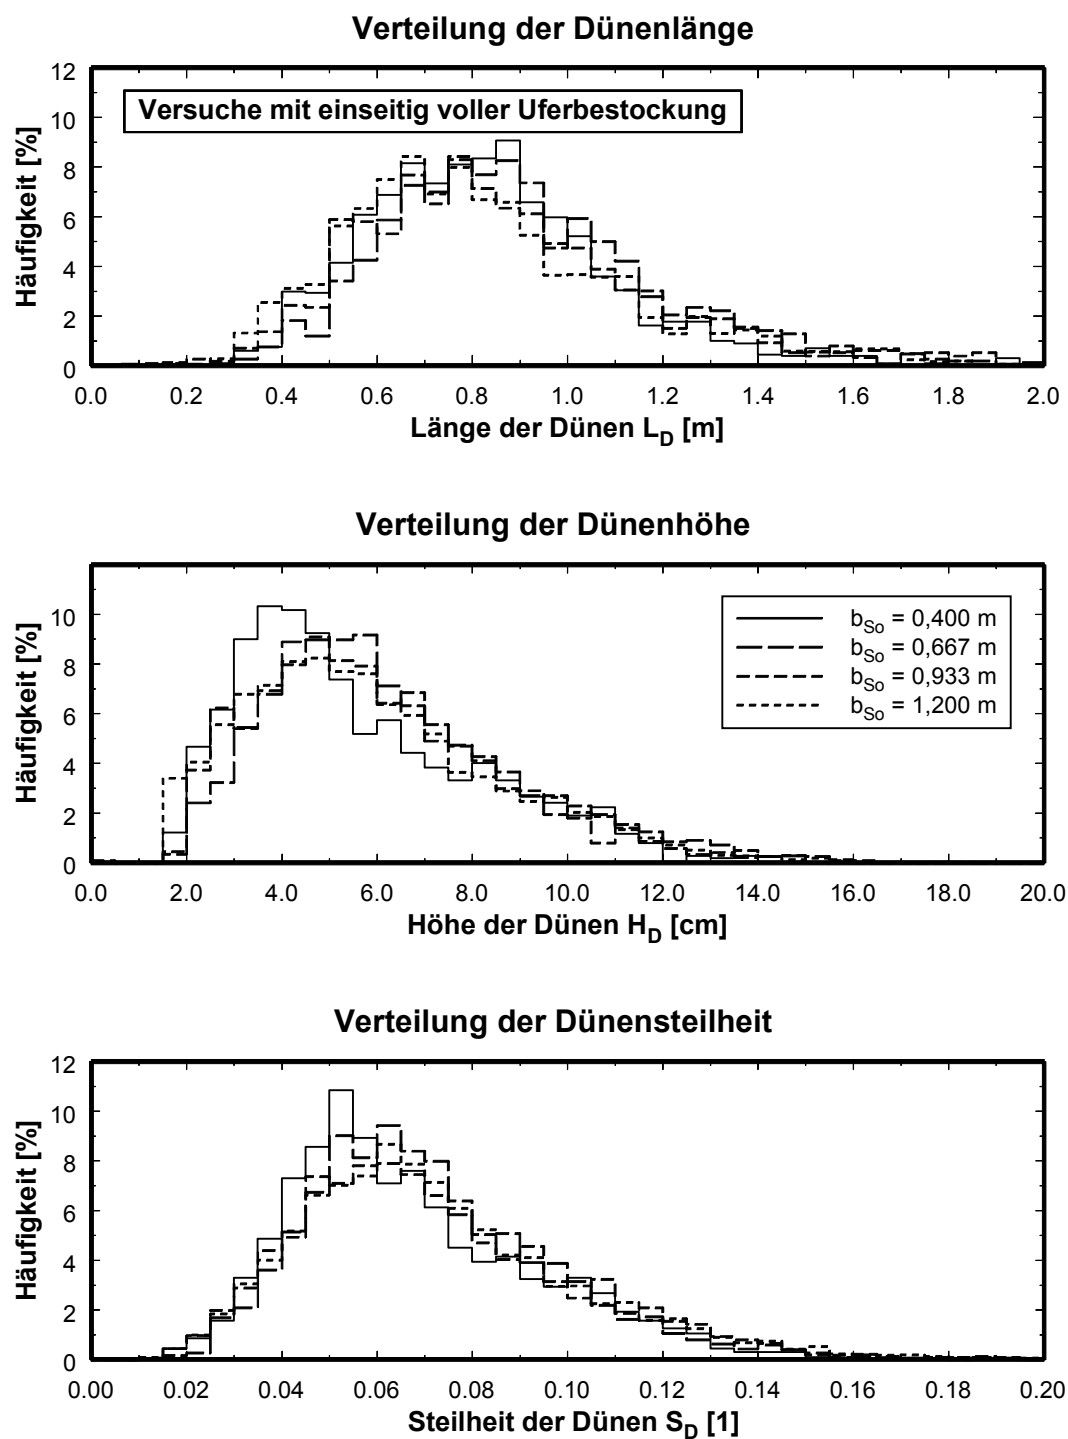 Verteilung der Dünenlänge
12
10
8
6
4
2
0
Häufigkeit [%]
Versuche mit einseitig voller Uferbestockung
0.0 0.2 0.4 0.6 0.8 1.0 1.2 1.4 1.6 1.8 2.0
Länge der Dünen L_D [m]
Verteilung der Dünenhöhe
10
8
6
4
2
0
Häufigkeit [%]
b_So = 0,400 m
b_So = 0,667 m
b_So = 0,933 m
b_So = 1,200 m
0.0 2.0 4.0 6.0 8.0 10.0 12.0 14.0 16.0 18.0 20.0
Höhe der Dünen H_D [cm]
Verteilung der Dünensteilheit
12
10
8
6
4
2
0
Häufigkeit [%]
0.00 0.02 0.04 0.06 0.08 0.10 0.12 0.14 0.16 0.18 0.20
Steilheit der Dünen S_D [1]